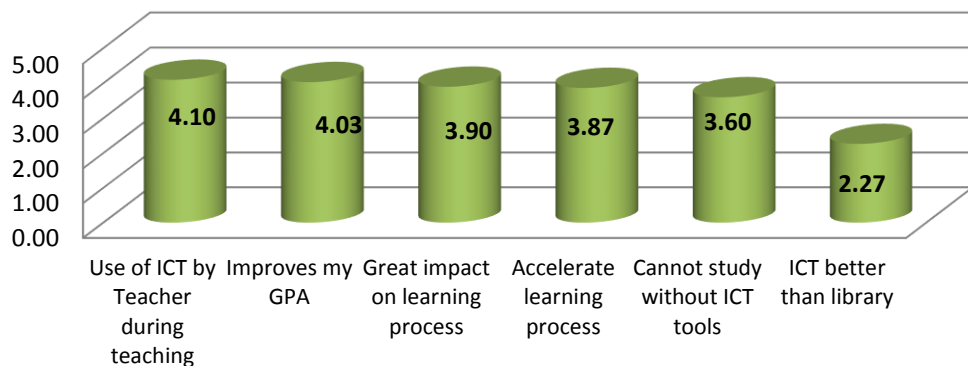 5.00
4.00
3.00
2.00
1.00
0.00
4.10
4.03
3.90
3.87
3.60
2.27
Use of ICT by
Teacher
during
teaching
Improves my
GPA
Great impact
on learning
process
Accelerate
learning
process
Cannot study
without ICT
tools
ICT better
than library